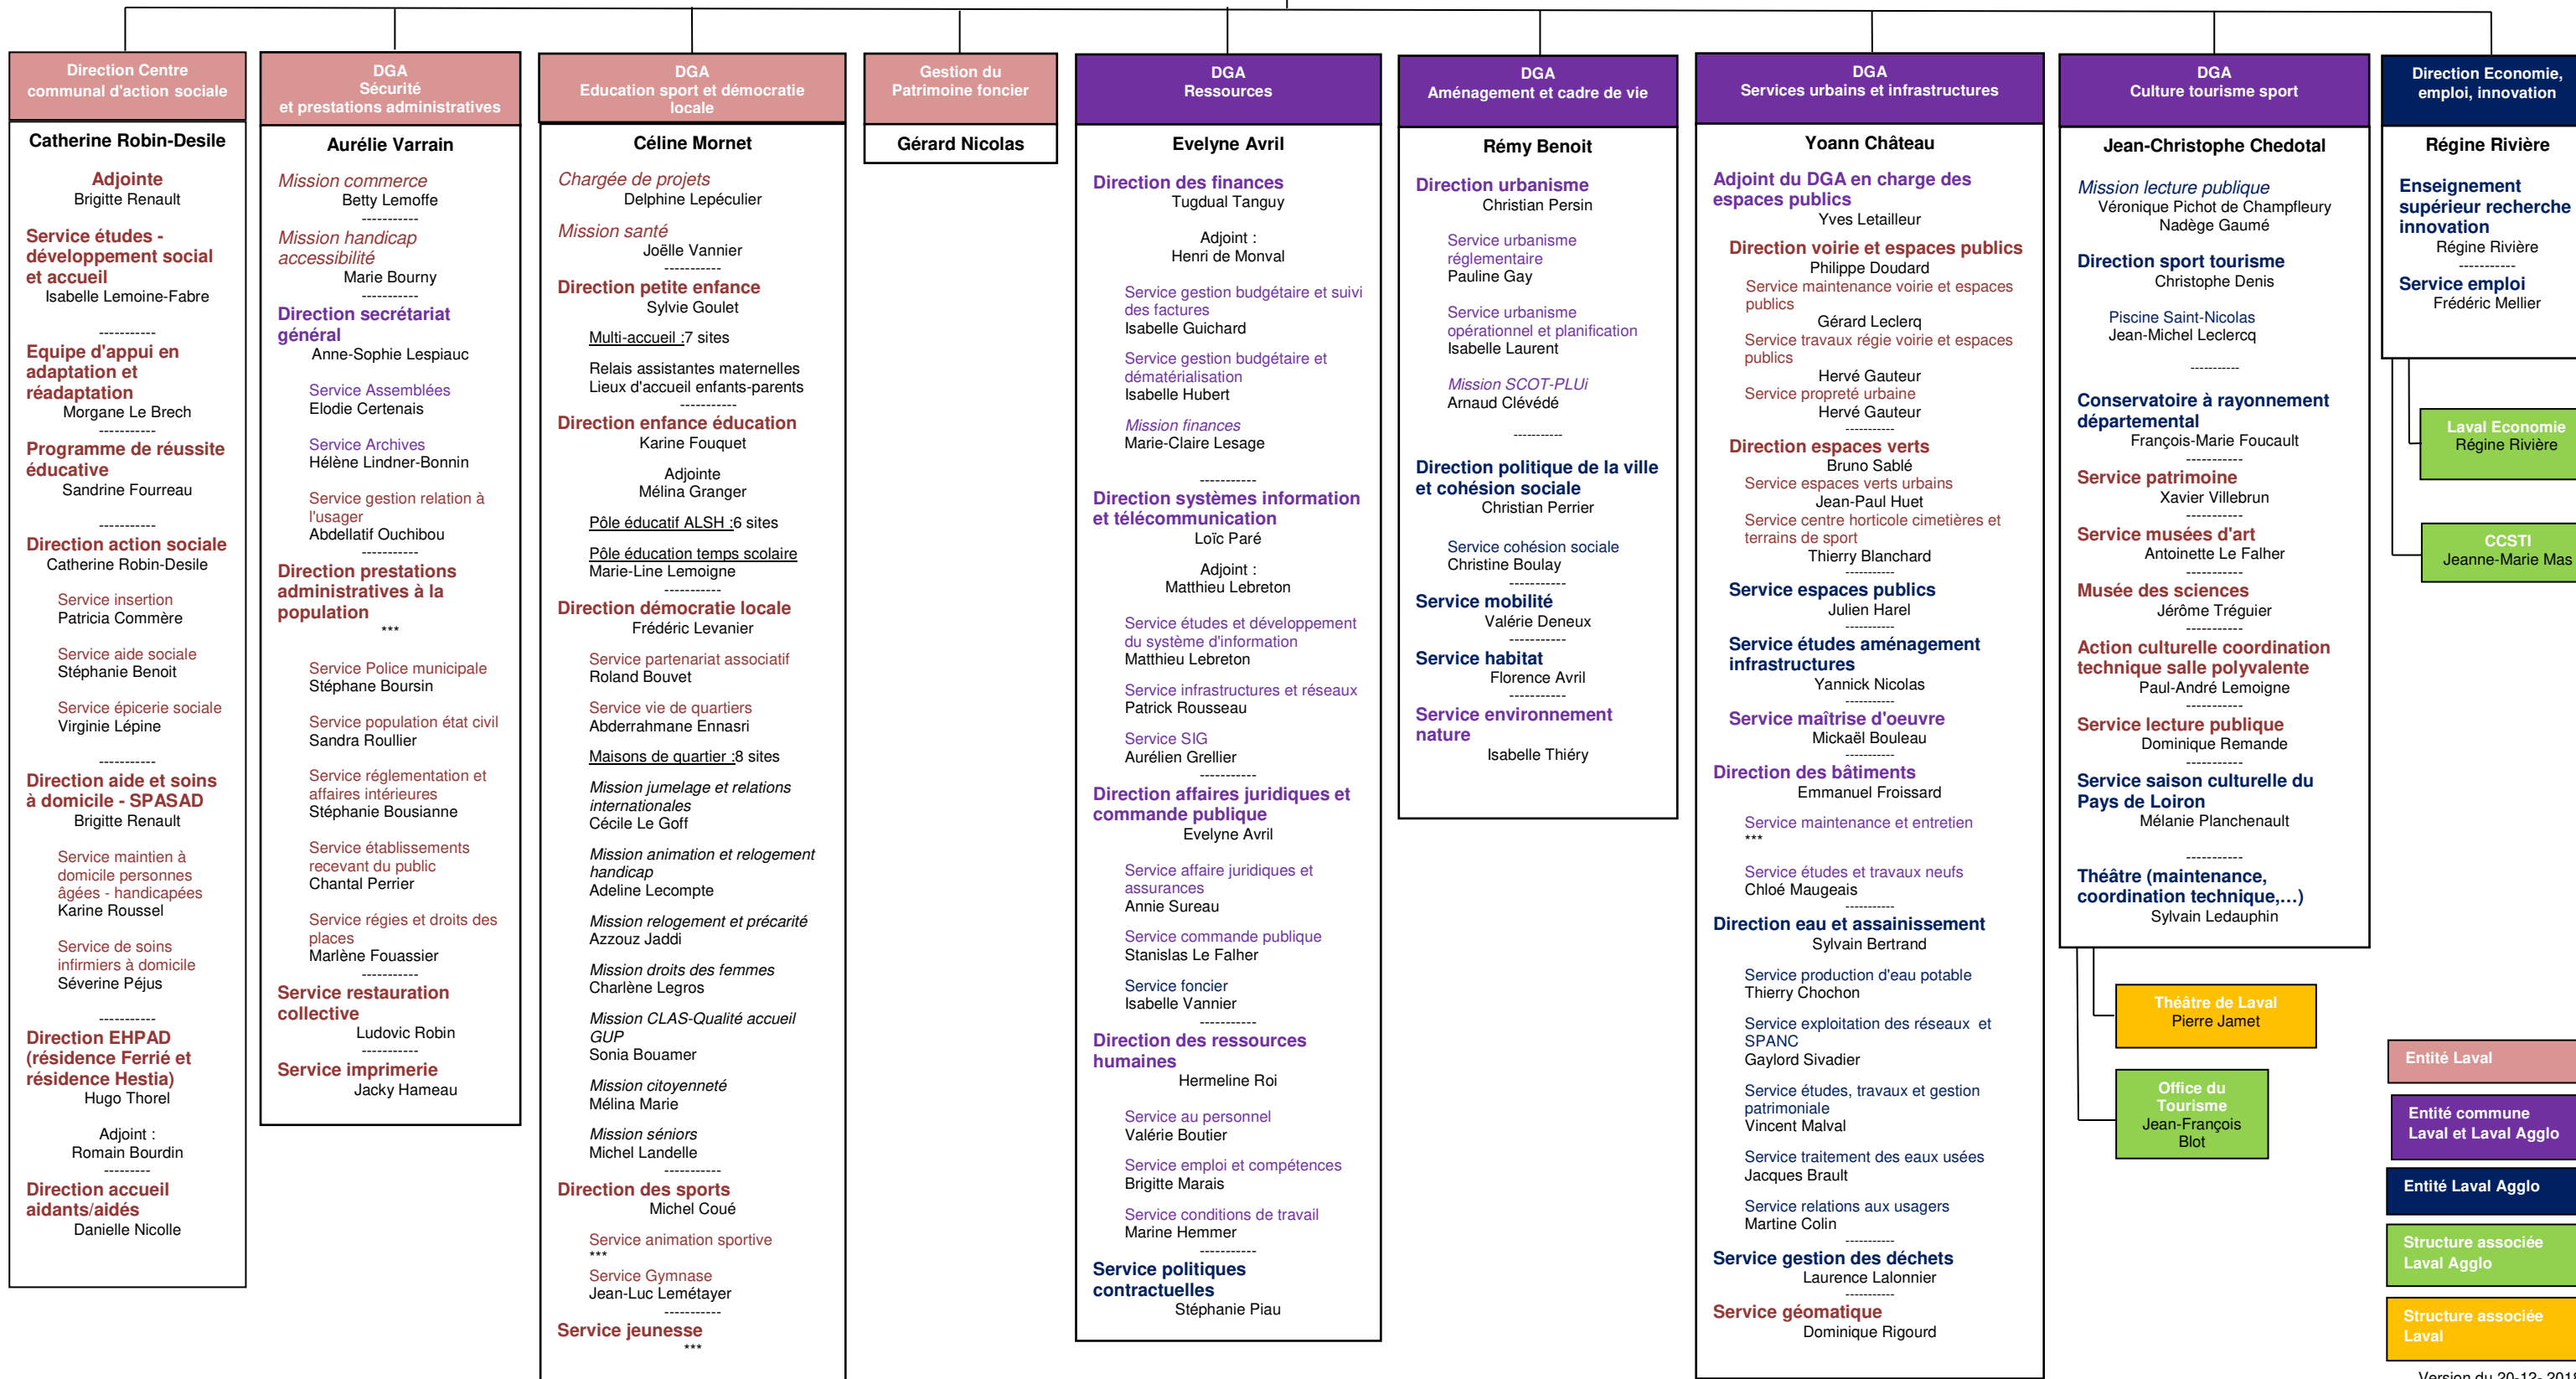 Direction Centre
communal d'action sociale
Catherine Robin-Desile
Adjointe
Brigitte Renault
Service études -
développement social
et accueil
Isabelle Lemoine-Fabre
-----------
Equipe d'appui en
adaptation et
réadaptation
Morgane Le Brech
-----------
Programme de réussite
éducative
Sandrine Fourreau
-----------
Direction action sociale
Catherine Robin-Desile
Service insertion
Patricia Commère
Service aide sociale
Stéphanie Benoit
Service épicerie sociale
Virginie Lépine
-----------
Direction aide et soins
à domicile - SPASAD
Brigitte Renault
Service maintien à
domicile personnes
âgées - handicapées
Karine Roussel
Service de soins
infirmiers à domicile
Séverine Péjus
-----------
Direction EHPAD
(résidence Ferrié et
résidence Hestia)
Hugo Thorel
Adjoint :
Romain Bourdin
---------
Direction accueil
aidants/aidés
Danielle Nicolle
DGA
Sécurité
et prestations administratives
Aurélie Varrain
Mission commerce
Betty Lemoffe
-----------
Mission handicap
accessibilité
Marie Bourny
-----------
Direction secrétariat
général
Anne-Sophie Lespiauc
Service Assemblées
Elodie Certenais
Service Archives
Hélène Lindner-Bonnin
Service gestion relation à
l'usager
Abdellatif Ouchibou
-----------
Direction prestations
administratives à la
population
***
Service Police municipale
Stéphane Boursin
Service population état civil
Sandra Roullier
Service réglementation et
affaires intérieures
Stéphanie Bousianne
Service établissements
recevant du public
Chantal Perrier
Service régies et droits des
places
Marlène Fouassier
-----------
Service restauration
collective
Ludovic Robin
-----------
Service imprimerie
Jacky Hameau
DGA
Education sport et démocratie
locale
Céline Mornet
Chargée de projets
Delphine Lepéculier
Mission santé
Joëlle Vannier
-----------
Direction petite enfance
Sylvie Goulet
Multi-accueil :7 sites
Relais assistantes maternelles
Lieux d'accueil enfants-parents
-----------
Direction enfance éducation
Karine Fouquet
Adjointe
Mélina Granger
Pôle éducatif ALSH :6 sites
Pôle éducation temps scolaire
Marie-Line Lemoigne
-----------
Direction démocratie locale
Frédéric Levanier
Service partenariat associatif
Roland Bouvet
Service vie de quartiers
Abderrahmane Ennasri
Maisons de quartier :8 sites
Mission jumelage et relations
internationales
Cécile Le Goff
Mission animation et relogement
handicap
Adeline Lecompte
Mission relogement et précarité
Azzouz Jaddi
Mission droits des femmes
Charlène Legros
Mission CLAS-Qualité accueil
GUP
Sonia Bouamer
Mission citoyenneté
Mélina Marie
Mission séniors
Michel Landelle
-----------
Direction des sports
Michel Coué
Service animation sportive
***
Service Gymnase
Jean-Luc Lemétayer
-----------
Service jeunesse
***
Gestion du
Patrimoine foncier
Gérard Nicolas
DGA
Ressources
Evelyne Avril
Direction des finances
Tugdual Tanguy
Adjoint :
Henri de Monval
Service gestion budgétaire et suivi
des factures
Isabelle Guichard
Service gestion budgétaire et
dématérialisation
Isabelle Hubert
Mission finances
Marie-Claire Lesage
-----------
Direction systèmes information
et télécommunication
Loïc Paré
Adjoint :
Matthieu Lebreton
Service études et développement
du système d'information
Matthieu Lebreton
Service infrastructures et réseaux
Patrick Rousseau
Service SIG
Aurélien Grellier
-----------
Direction affaires juridiques et
commande publique
Evelyne Avril
Service affaire juridiques et
assurances
Annie Sureau
Service commande publique
Stanislas Le Falher
Service foncier
Isabelle Vannier
-----------
Direction des ressources
humaines
Hermeline Roi
Service au personnel
Valérie Boutier
Service emploi et compétences
Brigitte Marais
Service conditions de travail
Marine Hemmer
-----------
Service politiques
contractuelles
Stéphanie Piau
DGA
Aménagement et cadre de vie
Rémy Benoit
Direction urbanisme
Christian Persin
Service urbanisme
réglementaire
Pauline Gay
Service urbanisme
opérationnel et planification
Isabelle Laurent
Mission SCOT-PLUi
Arnaud Clévédé
-----------
Direction politique de la ville
et cohésion sociale
Christian Perrier
Service cohésion sociale
Christine Boulay
-----------
Service mobilité
Valérie Deneux
-----------
Service habitat
Florence Avril
-----------
Service environnement
nature
Isabelle Thiéry
DGA
Services urbains et infrastructures
Yoann Château
Adjoint du DGA en charge des
espaces publics
Yves Letailleur
Direction voirie et espaces publics
Philippe Doudard
Service maintenance voirie et espaces
publics
Gérard Leclerq
Service travaux régie voirie et espaces
publics
Hervé Gauteur
Service propreté urbaine
Hervé Gauteur
-----------
Direction espaces verts
Bruno Sablé
Service espaces verts urbains
Jean-Paul Huet
Service centre horticole cimetières et
terrains de sport
Thierry Blanchard
-----------
Service espaces publics
Julien Harel
-----------
Service études aménagement
infrastructures
Yannick Nicolas
-----------
Service maîtrise d'oeuvre
Mickaël Bouleau
-----------
Direction des bâtiments
Emmanuel Froissard
Service maintenance et entretien
***
Service études et travaux neufs
Chloé Maugeais
-----------
Direction eau et assainissement
Sylvain Bertrand
Service production d'eau potable
Thierry Chochon
Service exploitation des réseaux et
SPANC
Gaylord Sivadier
Service études, travaux et gestion
patrimoniale
Vincent Malval
Service traitement des eaux usées
Jacques Brault
Service relations aux usagers
Martine Colin
-----------
Service gestion des déchets
Laurence Lalonnier
-----------
Service géomatique
Dominique Rigourd
DGA
Culture tourisme sport
Jean-Christophe Chedotal
Mission lecture publique
Véronique Pichot de Champfleury
Nadège Gaumé
Direction sport tourisme
Christophe Denis
Piscine Saint-Nicolas
Jean-Michel Leclercq
-----------
Conservatoire à rayonnement
départemental
François-Marie Foucault
-----------
Service patrimoine
Xavier Villebrun
-----------
Service musées d'art
Antoinette Le Falher
-----------
Musée des sciences
Jérôme Tréguier
-----------
Action culturelle coordination
technique salle polyvalente
Paul-André Lemoigne
-----------
Service lecture publique
Dominique Remande
-----------
Service saison culturelle du
Pays de Loiron
Mélanie Planchenault
-----------
Théâtre (maintenance,
coordination technique,...)
Sylvain Ledauphin
Théâtre de Laval
Pierre Jamet
Office du
Tourisme
Jean-François
Blot
Direction Economie,
emploi, innovation
Régine Rivière
Enseignement
supérieur recherche
innovation
Régine Rivière
-----------
Service emploi
Frédéric Mellier
Laval Economie
Régine Rivière
CCSTI
Jeanne-Marie Mas
Entité Laval
Entité commune
Laval et Laval Agglo
Entité Laval Agglo
Structure associée
Laval Agglo
Structure associée
Laval
Version du 20-12-